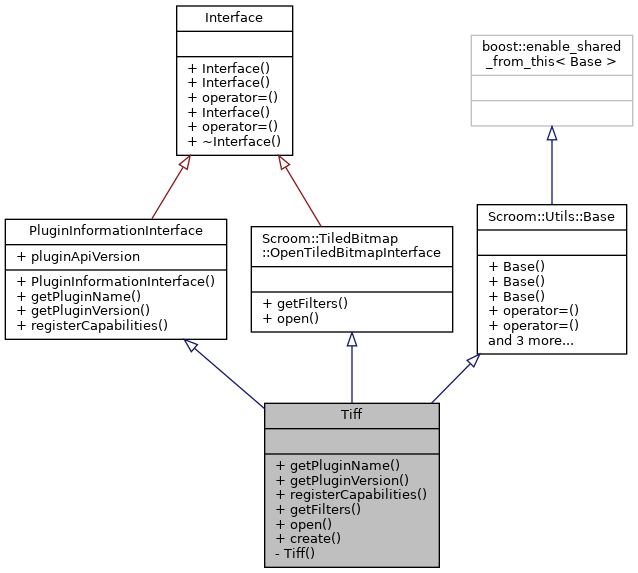 Interface
+ Interface()
+ Interface()
+ operator=()
+ Interface()
+ operator=()
+ ~Interface()
boost::enable_shared
_from_this< Base >
PluginInformationInterface
+ pluginApiVersion
+ PluginInformationInterface()
+ getPluginName()
+ getPluginVersion()
+ registerCapabilities()
Scroom::TiledBitmap
::OpenTiledBitmapInterface
+ getFilters()
+ open()
Scroom::Utils::Base
+ Base()
+ Base()
+ Base()
+ operator=()
+ operator=()
and 3 more...
Tiff
+ getPluginName()
+ getPluginVersion()
+ registerCapabilities()
+ getFilters()
+ open()
+ create()
- Tiff()